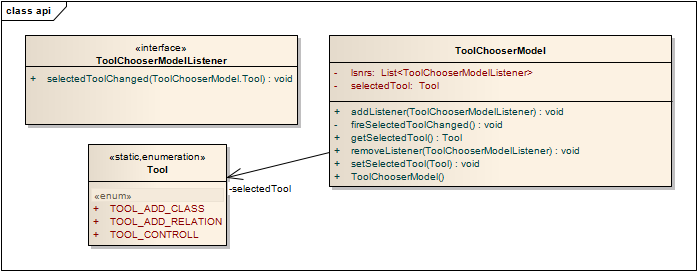 class api
«interface»
ToolChooserModelListener
+ selectedToolChanged(ToolChooserModel.Tool) : void
ToolChooserModel
- lsnrs: List<ToolChooserModelListener>
- selectedTool: Tool
+ addListener(ToolChooserModelListener) : void
- fireSelectedToolChanged() : void
+ getSelectedTool() : Tool
+ removeListener(ToolChooserModelListener) : void
+ setSelectedTool(Tool) : void
+ ToolChooserModel()
«static,enumeration»
Tool
«enum»
+ TOOL_ADD_CLASS
+ TOOL_ADD_RELATION
+ TOOL_CONTROLL
-selectedTool